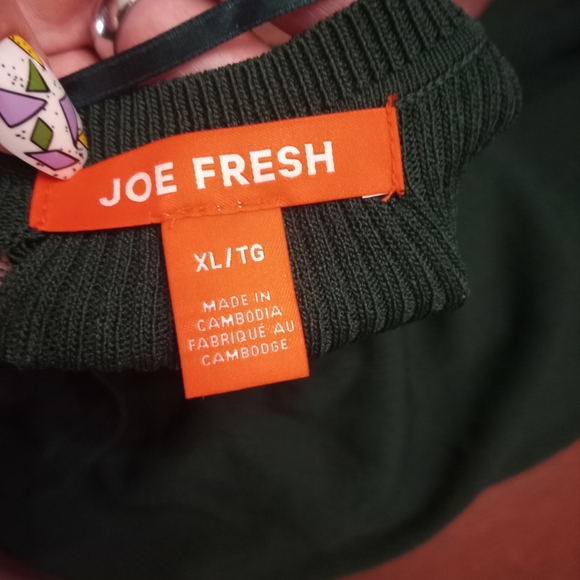 JOE FRESH
XL/TG
MADE IN
CAMBODIA
FABRIQUÉ AU
CAMBODGE